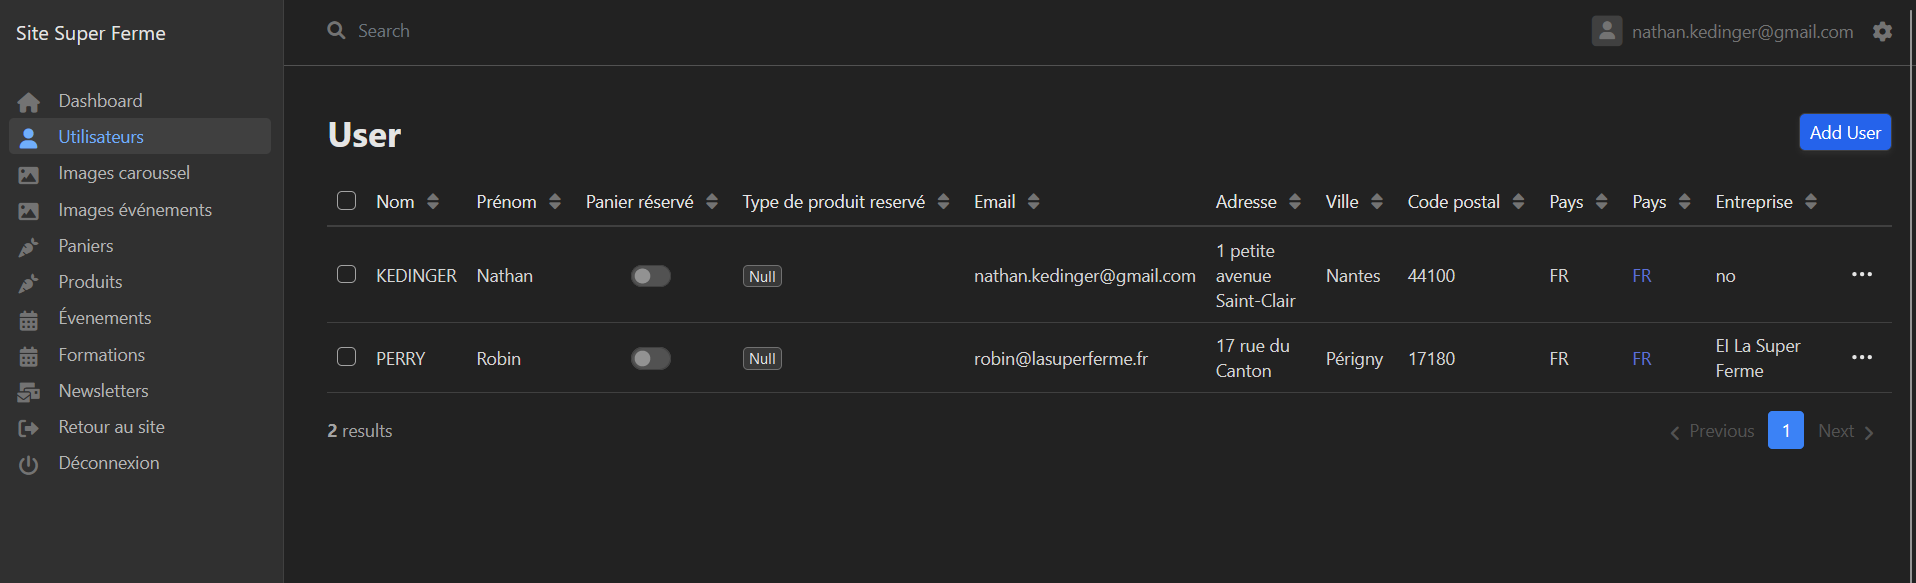 Site Super Ferme
Search
nathan.kedinger@gmail.com
Dashboard
Utilisateurs
Images caroussel
Images événements
Paniers
Produits
Évenements
Formations
Newsletters
Retour au site
Déconnexion
User
Add User
Nom Prénom Panier réservé Type de produit reservé Email Adresse Ville Code postal Pays Pays Entreprise
KEDINGER Nathan Null nathan.kedinger@gmail.com 1 petite avenue Saint-Clair Nantes 44100 FR FR no
PERRY Robin Null robin@lasuperferme.fr 17 rue du Canton Périgny 17180 FR FR EI La Super Ferme
2 results
Previous 1 Next